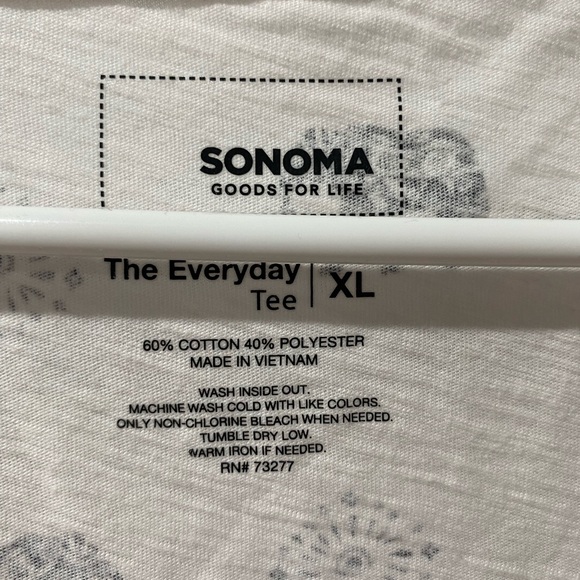 SONOMA
GOODS FOR LIFE
The Everyday
Tee | XL
60% COTTON 40% POLYESTER
MADE IN VIETNAM
WASH INSIDE OUT.
MACHINE WASH COLD WITH LIKE COLORS.
ONLY NON-CHLORINE BLEACH WHEN NEEDED.
TUMBLE DRY LOW.
WARM IRON IF NEEDED.
RN# 73277